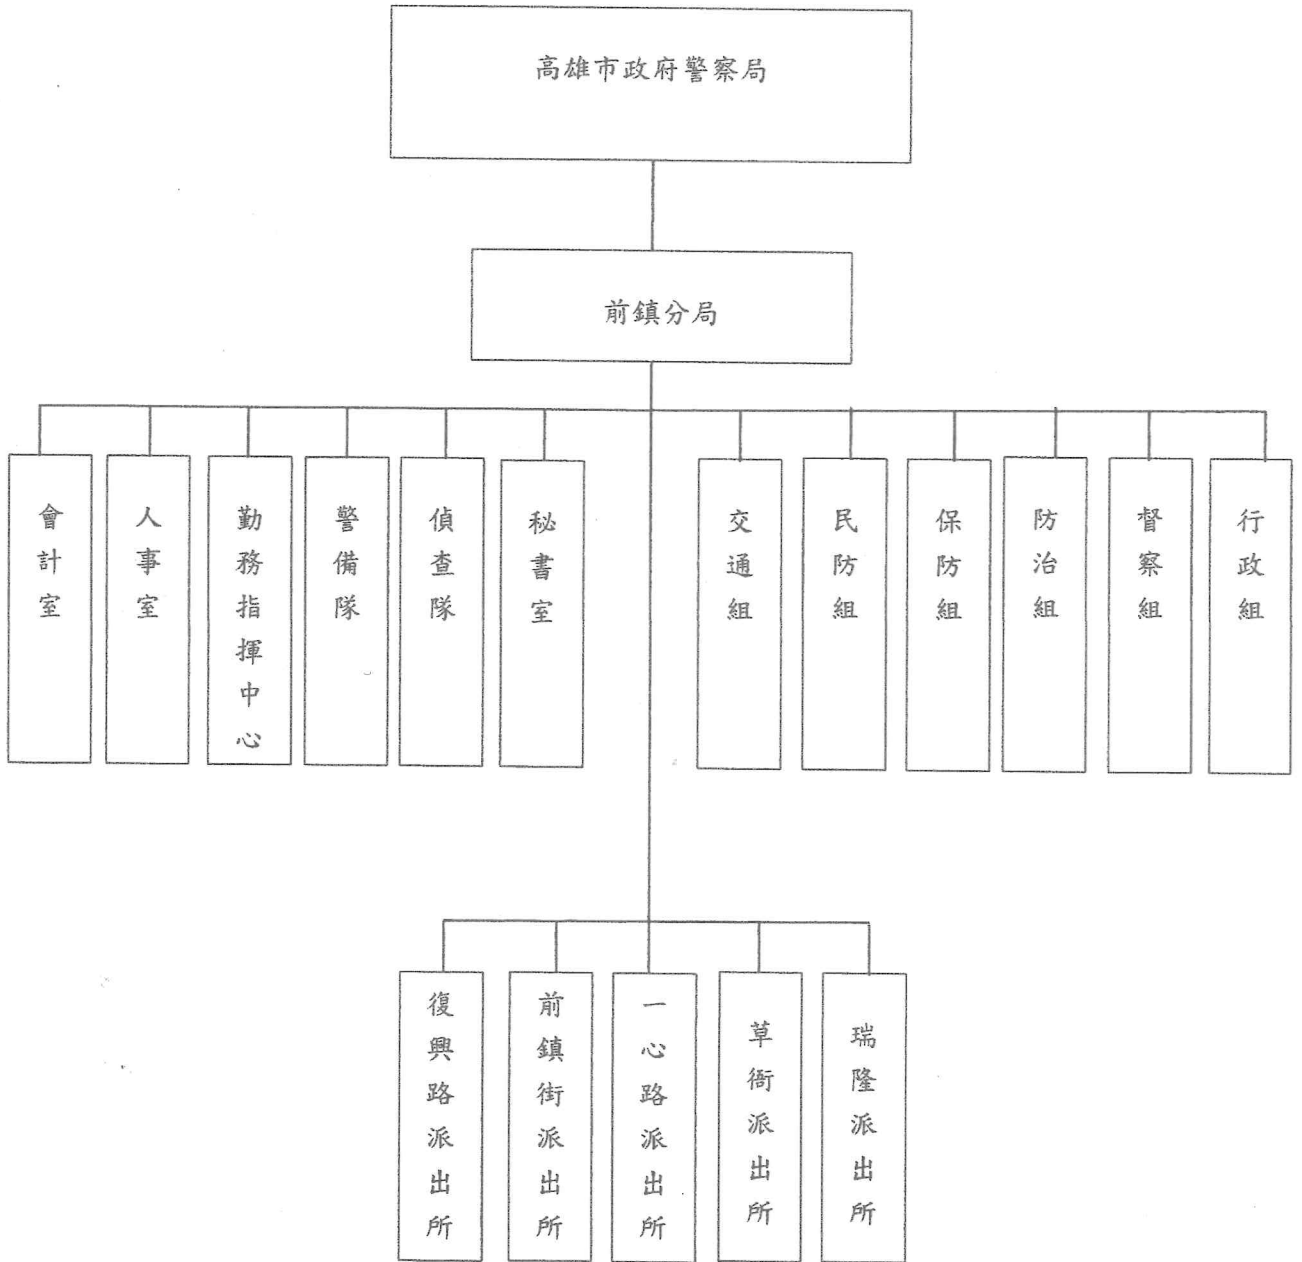 高雄市政府警察局
前鎮分局
會計室
人事室
勤務指揮中心
警備隊
偵查隊
秘書室
交通組
民防組
保防組
防治組
督察組
行政組
復興路派出所
前鎮街派出所
一心路派出所
草衙派出所
瑞隆派出所